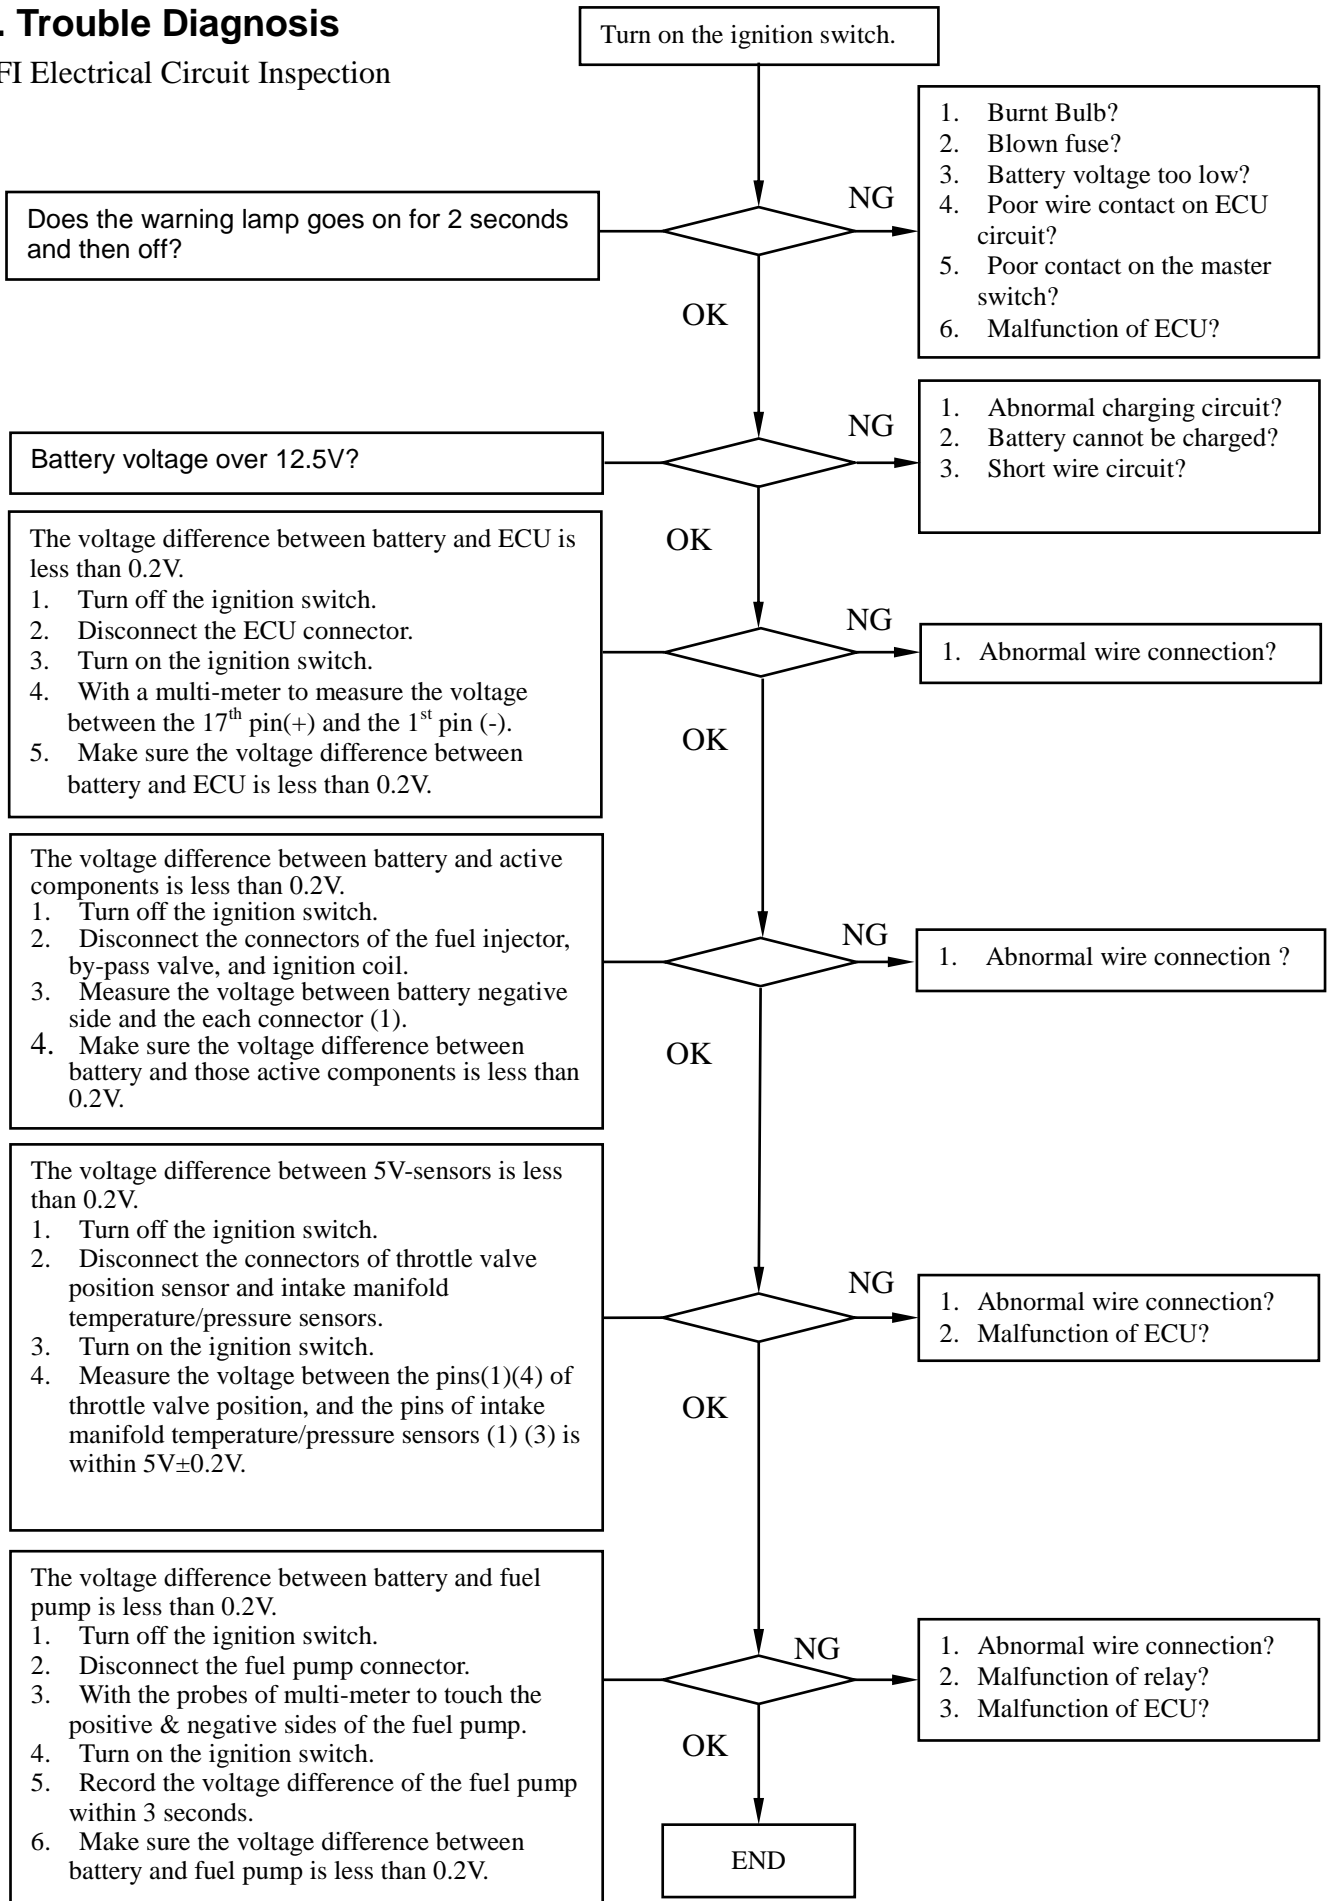 . Trouble Diagnosis
FI Electrical Circuit Inspection
Turn on the ignition switch.
Does the warning lamp goes on for 2 seconds
and then off?
NG
1. Burnt Bulb?
2. Blown fuse?
3. Battery voltage too low?
4. Poor wire contact on ECU
circuit?
5. Poor contact on the master
switch?
6. Malfunction of ECU?
OK
Battery voltage over 12.5V?
NG
1. Abnormal charging circuit?
2. Battery cannot be charged?
3. Short wire circuit?
OK
The voltage difference between battery and ECU is
less than 0.2V.
1. Turn off the ignition switch.
2. Disconnect the ECU connector.
3. Turn on the ignition switch.
4. With a multi-meter to measure the voltage
between the 17th pin(+) and the 1st pin (-).
5. Make sure the voltage difference between
battery and ECU is less than 0.2V.
NG
1. Abnormal wire connection?
OK
The voltage difference between battery and active
components is less than 0.2V.
1. Turn off the ignition switch.
2. Disconnect the connectors of the fuel injector,
by-pass valve, and ignition coil.
3. Measure the voltage between battery negative
side and the each connector (1).
4. Make sure the voltage difference between
battery and those active components is less than
0.2V.
NG
1. Abnormal wire connection ?
OK
The voltage difference between 5V-sensors is less
than 0.2V.
1. Turn off the ignition switch.
2. Disconnect the connectors of throttle valve
position sensor and intake manifold
temperature/pressure sensors.
3. Turn on the ignition switch.
4. Measure the voltage between the pins(1)(4) of
throttle valve position, and the pins of intake
manifold temperature/pressure sensors (1) (3) is
within 5V±0.2V.
NG
1. Abnormal wire connection?
2. Malfunction of ECU?
OK
The voltage difference between battery and fuel
pump is less than 0.2V.
1. Turn off the ignition switch.
2. Disconnect the fuel pump connector.
3. With the probes of multi-meter to touch the
positive & negative sides of the fuel pump.
4. Turn on the ignition switch.
5. Record the voltage difference of the fuel pump
within 3 seconds.
6. Make sure the voltage difference between
battery and fuel pump is less than 0.2V.
NG
1. Abnormal wire connection?
2. Malfunction of relay?
3. Malfunction of ECU?
OK
END